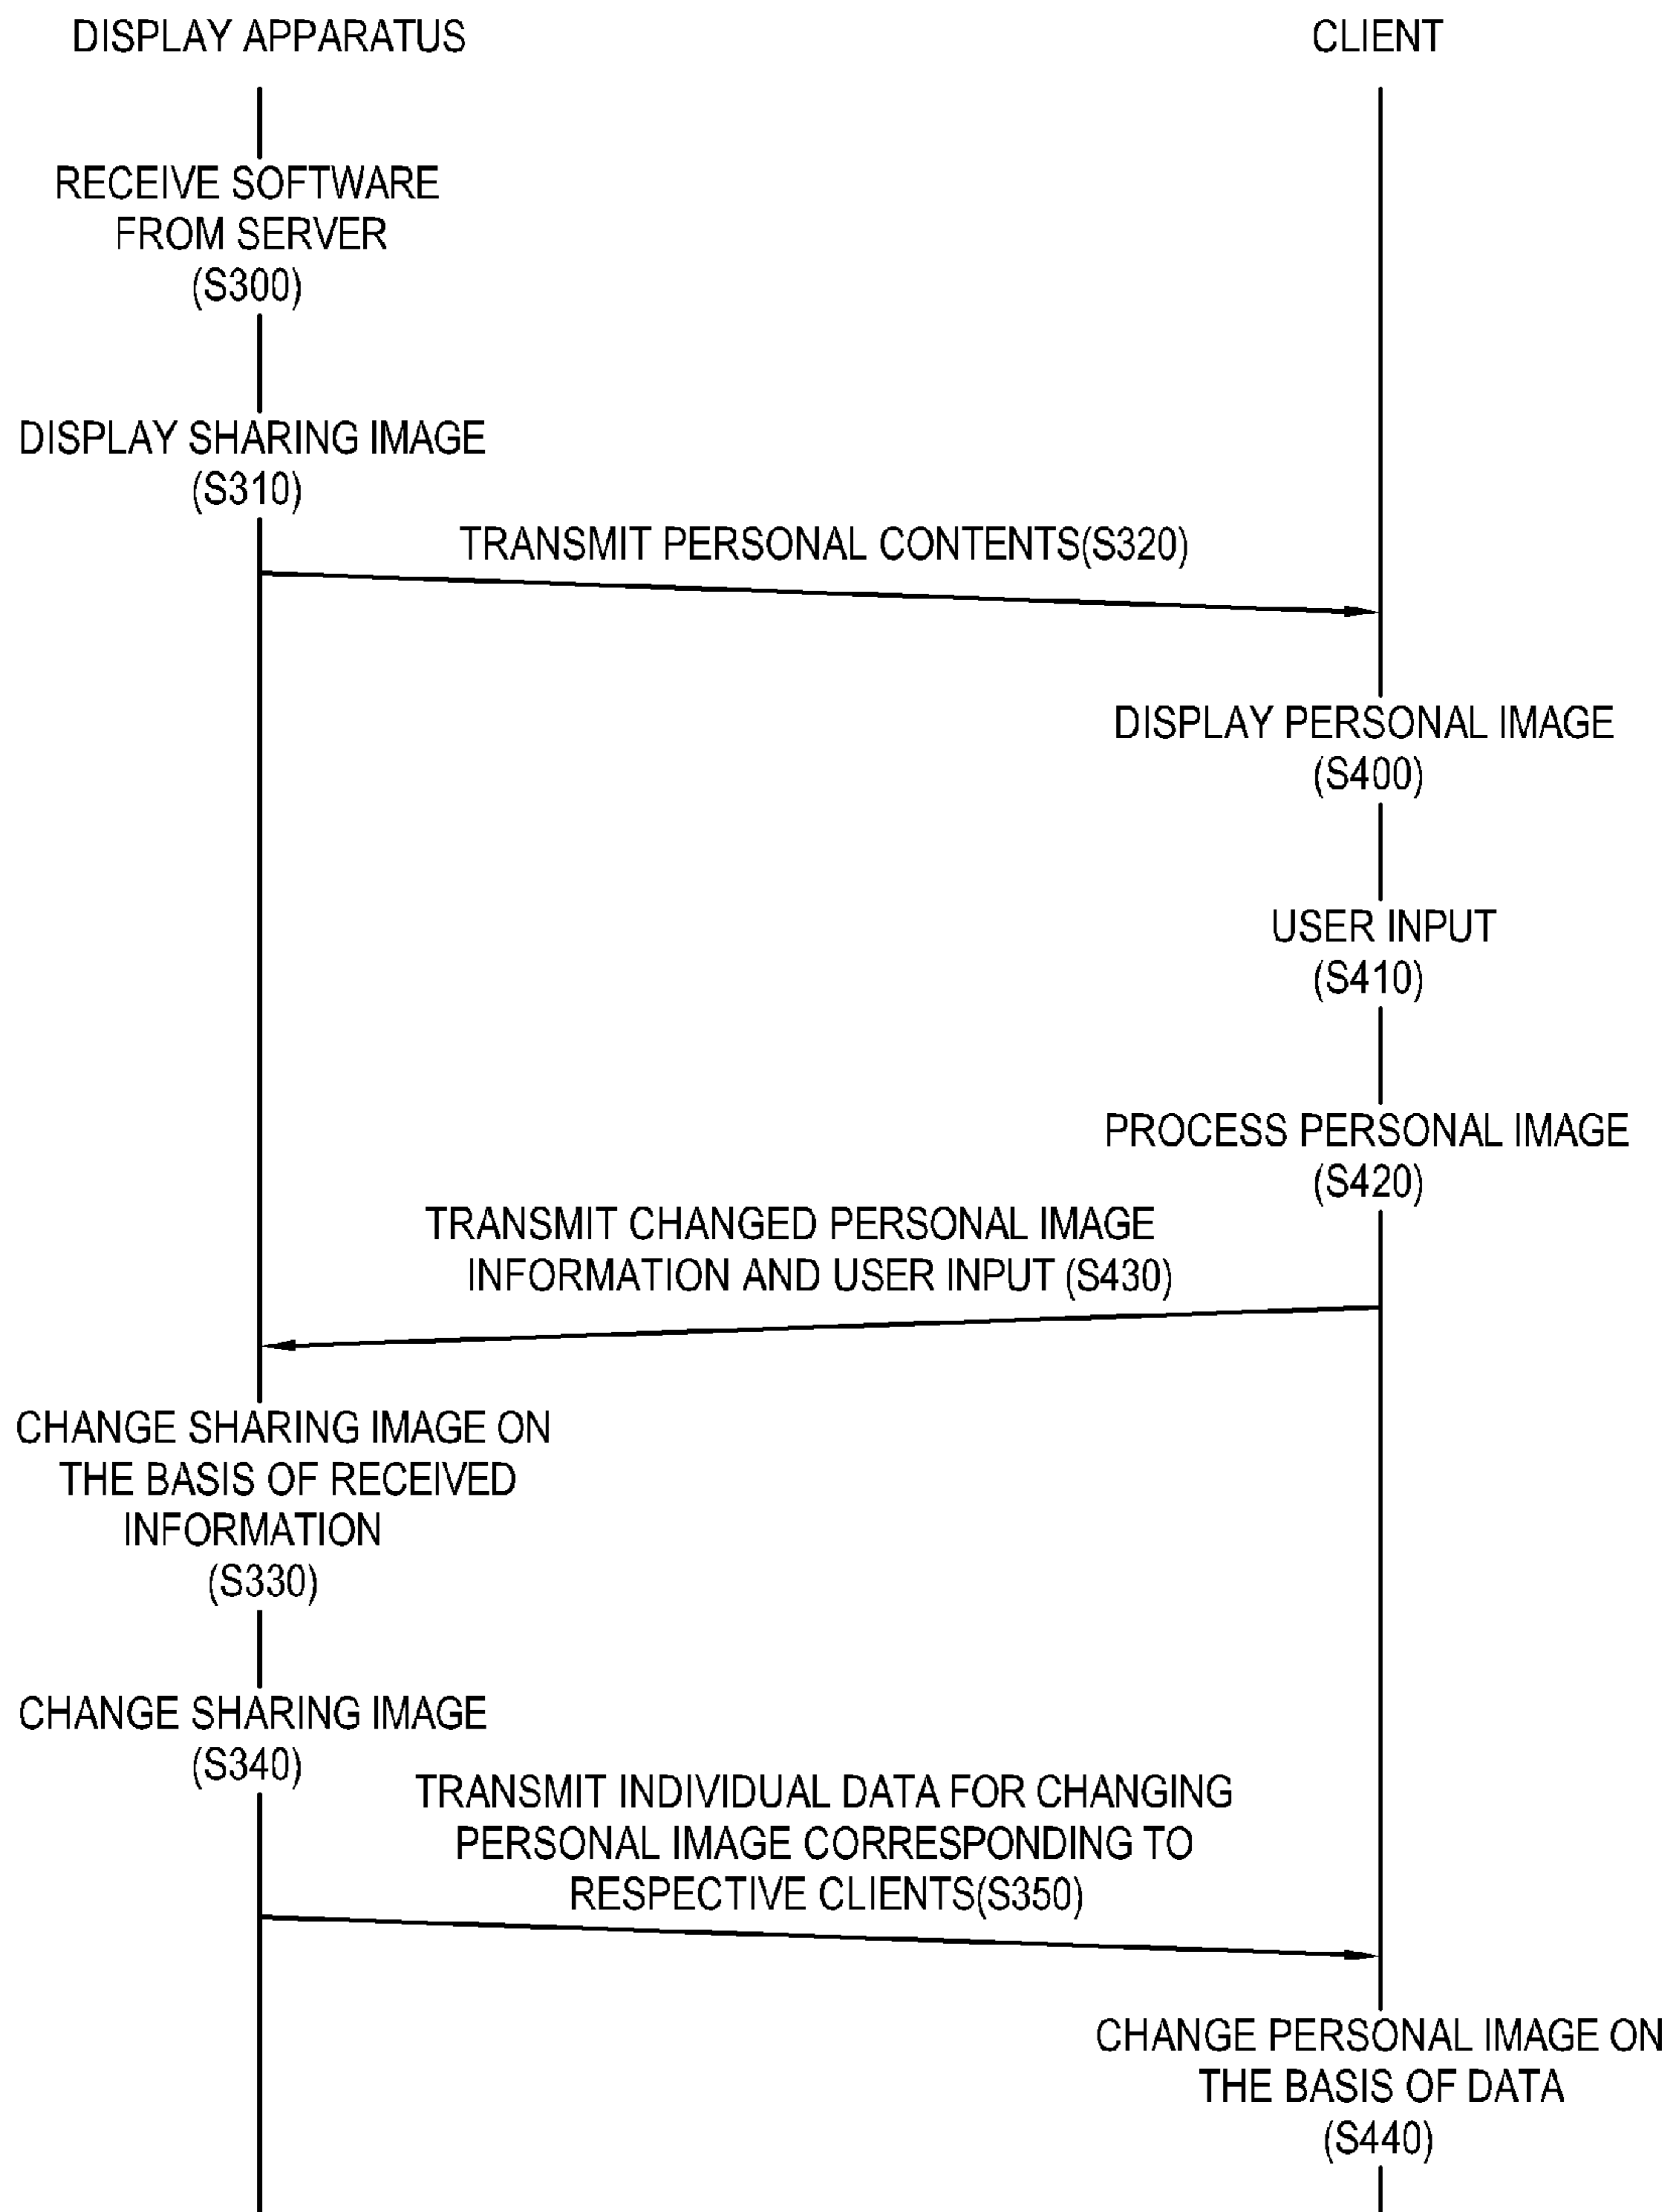 DISPLAY APPARATUS
CLIENT
RECEIVE SOFTWARE
FROM SERVER
(S300)
DISPLAY SHARING IMAGE
(S310)
TRANSMIT PERSONAL CONTENTS(S320)
DISPLAY PERSONAL IMAGE
(S400)
USER INPUT
(S410)
PROCESS PERSONAL IMAGE
(S420)
TRANSMIT CHANGED PERSONAL IMAGE
INFORMATION AND USER INPUT (S430)
CHANGE SHARING IMAGE ON
THE BASIS OF RECEIVED
INFORMATION
(S330)
CHANGE SHARING IMAGE
(S340)
TRANSMIT INDIVIDUAL DATA FOR CHANGING
PERSONAL IMAGE CORRESPONDING TO
RESPECTIVE CLIENTS(S350)
CHANGE PERSONAL IMAGE ON
THE BASIS OF DATA
(S440)